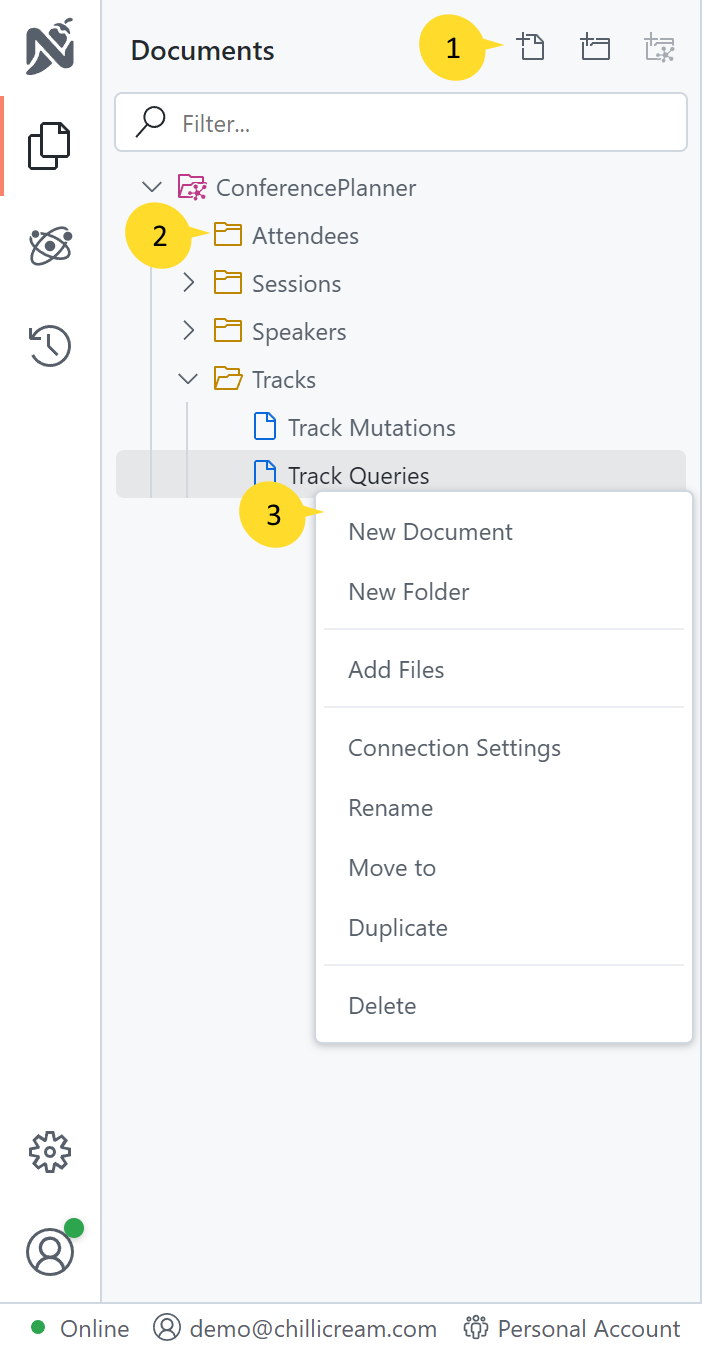 Documents
1
Filter...
ConferencePlanner
2
Attendees
Sessions
Speakers
Tracks
Track Mutations
Track Queries
3
New Document
New Folder
Add Files
Connection Settings
Rename
Move to
Duplicate
Delete
Online demo@chillicream.com Personal Account